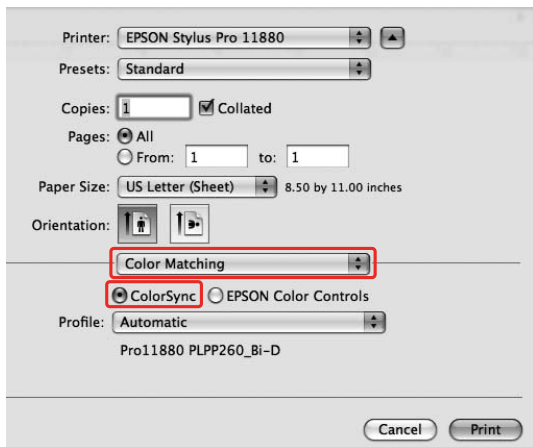 Printer: EPSON Stylus Pro 11880
Presets: Standard
Copies: 1 Collated
Pages: All
From: 1 to: 1
Paper Size: US Letter (Sheet) 8.50 by 11.00 inches
Orientation:
Color Matching
ColorSync EPSON Color Controls
Profile: Automatic
Pro11880 PLPP260_Bi-D
Cancel Print